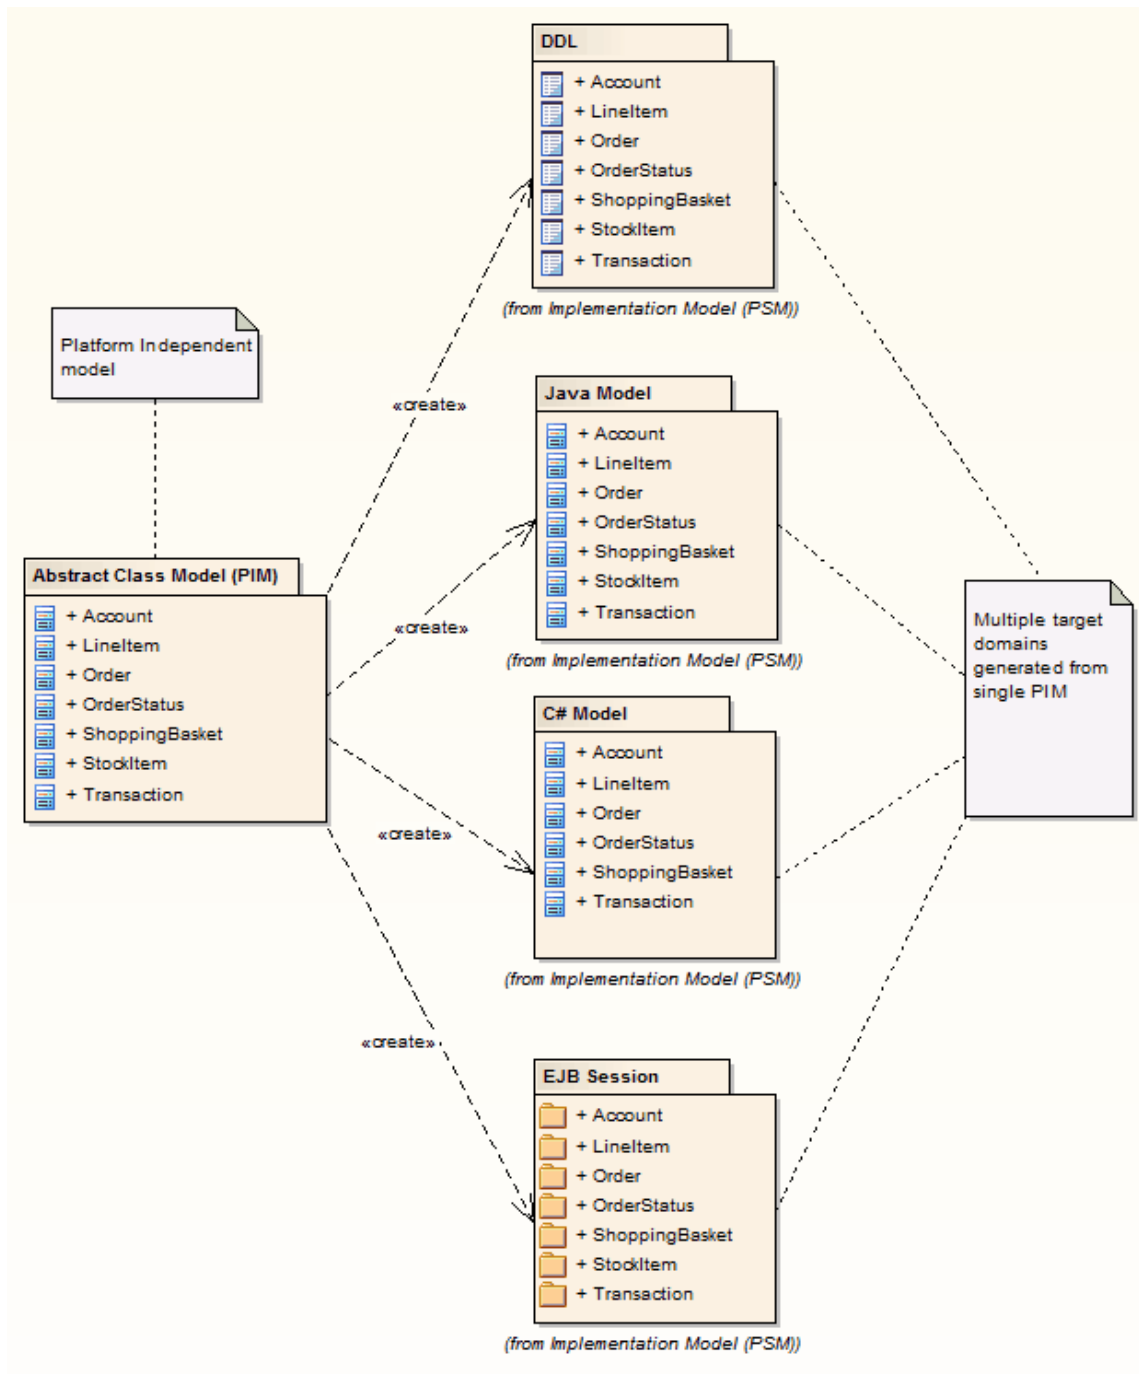 DDL
+ Account
+ LineItem
+ Order
+ OrderStatus
+ ShoppingBasket
+ StockItem
+ Transaction
(from Implementation Model (PSM))
Platform Independent
model
«create»
Java Model
+ Account
+ LineItem
+ Order
+ OrderStatus
+ ShoppingBasket
+ StockItem
+ Transaction
(from Implementation Model (PSM))
«create»
Abstract Class Model (PIM)
+ Account
+ LineItem
+ Order
+ OrderStatus
+ ShoppingBasket
+ StockItem
+ Transaction
Multiple target
domains
generated from
single PIM
C# Model
+ Account
+ LineItem
+ Order
+ OrderStatus
+ ShoppingBasket
+ Transaction
(from Implementation Model (PSM))
«create»
«create»
EJB Session
+ Account
+ LineItem
+ Order
+ OrderStatus
+ ShoppingBasket
+ StockItem
+ Transaction
(from Implementation Model (PSM))